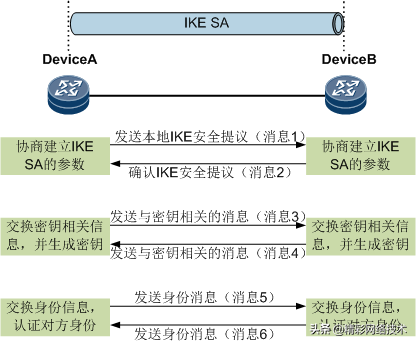 IKE SA
DeviceA
DeviceB
发送本地IKE安全提议（消息1）
协商建立IKE
SA的参数
协商建立IKE
SA的参数
确认IKE安全提议（消息2）
发送与密钥相关的消息（消息3）
交换密钥相关信
息，并生成密钥
交换密钥相关信
息，并生成密钥
发送与密钥相关的消息（消息4）
发送身份消息（消息5）
交换身份信息，
认证对方身份
交换身份信息，
认证对方身份
发送身份消息（消息6）
头条